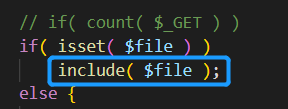 // if( count( $_GET ) )
if( isset( $file ) )
include( $file );
else {